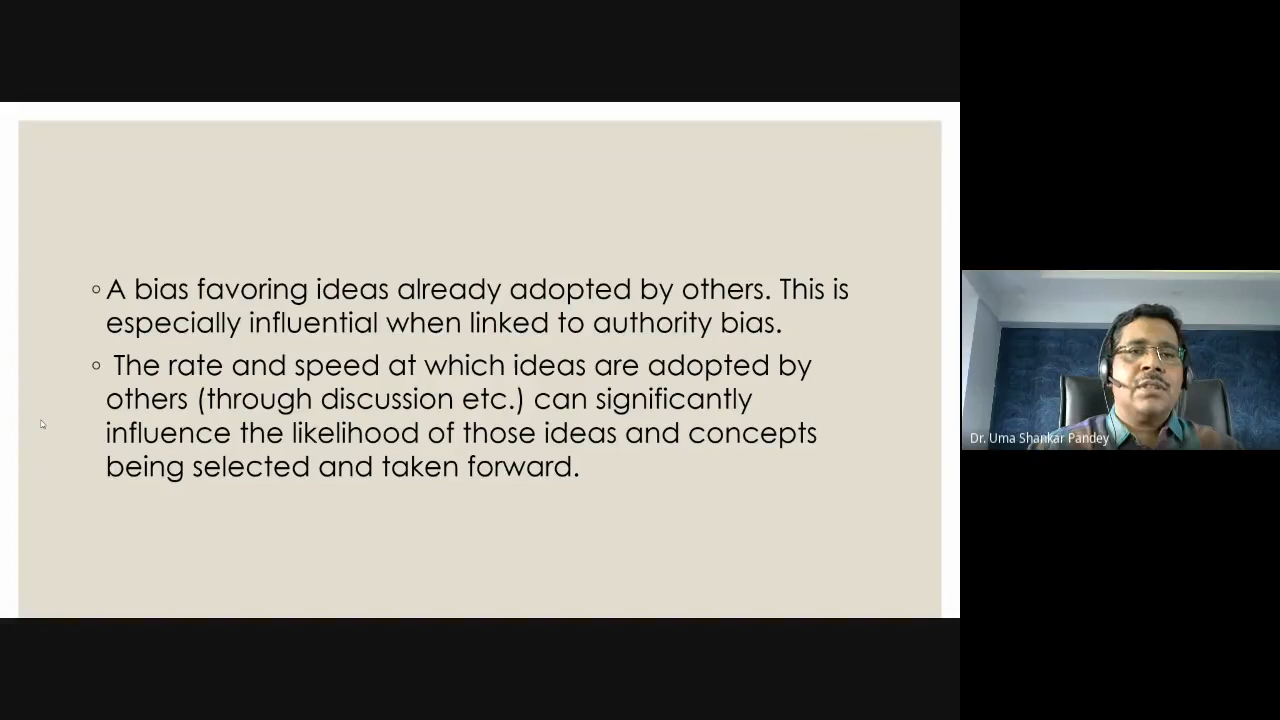 ◦ A bias favoring ideas already adopted by others. This is
especially influential when linked to authority bias.
◦ The rate and speed at which ideas are adopted by
others (through discussion etc.) can significantly
influence the likelihood of those ideas and concepts
being selected and taken forward.
Dr. Uma Shankar Pandey